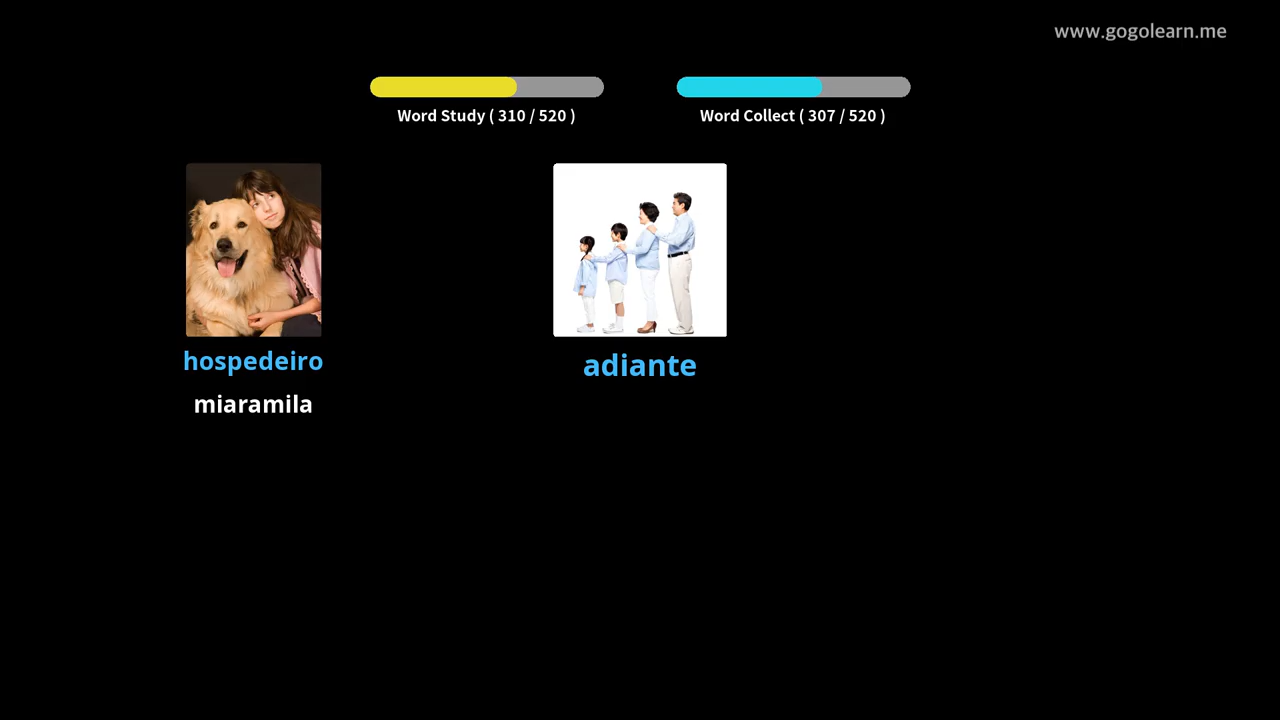 www.gogolearn.me
Word Study ( 310 / 520 )
Word Collect ( 307 / 520 )
hospedeiro
miaramila
adiante